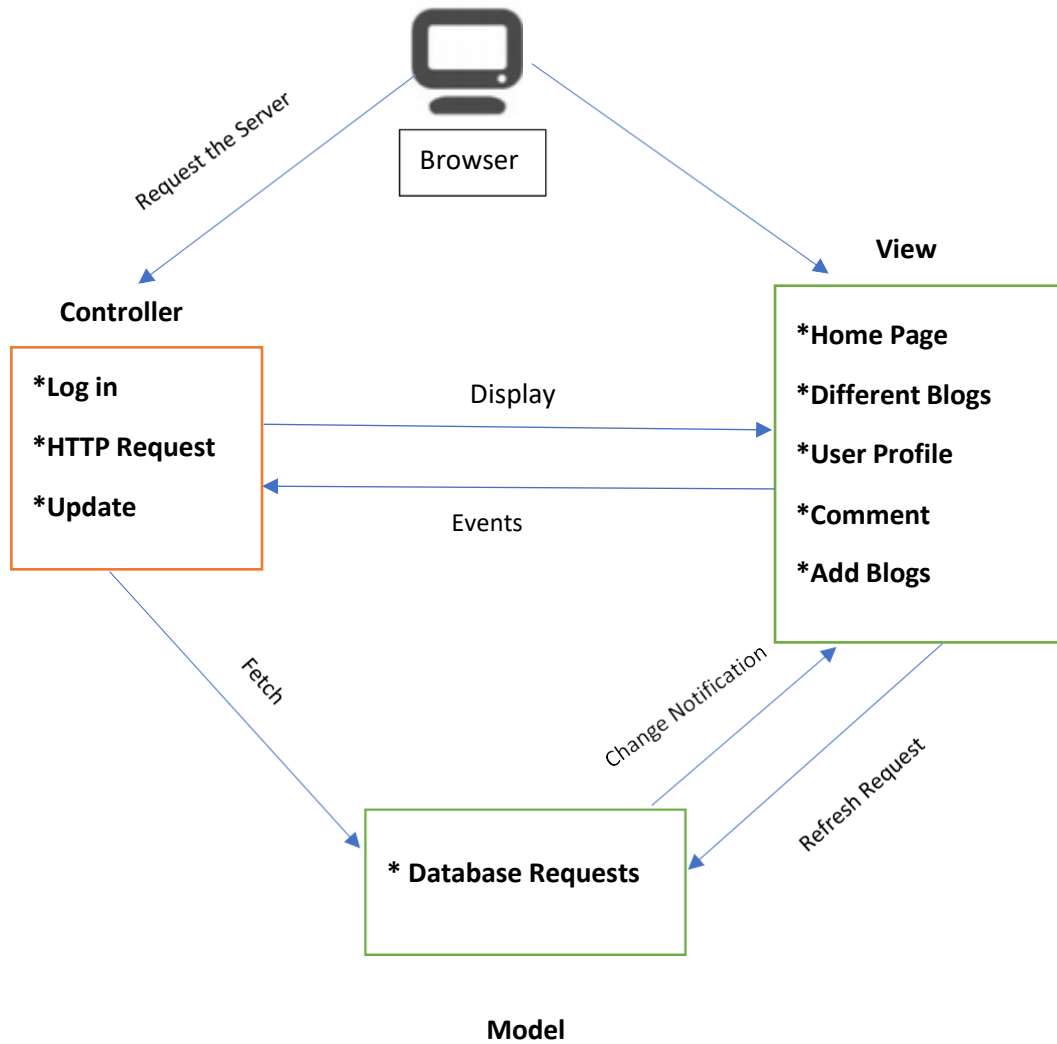 Request the Server
Browser
View
Controller
*Home Page
*Log in
*Different Blogs
Display
*HTTP Request
*User Profile
*Update
*Comment
Events
*Add Blogs
Fetch
Change Notification
Refresh Request
* Database Requests
Model